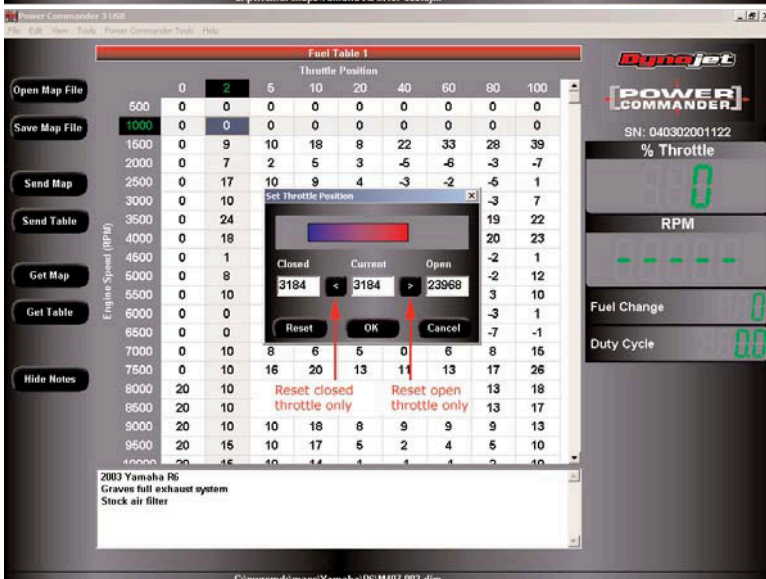 Power Commander 3 USB
File Edit View Tools Power Commander Tools Help
Fuel Table 1
Throttle Position
0 2 5 10 20 40 60 80 100
500 0 0 0 0 0 0 0 0 0
1000 0 0 0 0 0 0 0 0 0
1500 0 9 10 18 8 22 33 28 39
2000 0 7 2 5 3 -5 -6 -3 -7
2500 0 17 10 9 4 -3 -2 -5 1
3000 0 10 -3 7
3500 0 24 19 22
4000 0 18 20 23
4500 0 1 -2 1
5000 0 8 -2 12
5500 0 10 3 10
6000 0 0 -3 1
6500 0 0 -7 -1
7000 0 10 8 6 5 0 6 8 15
7500 0 10 16 20 13 11 13 17 26
8000 20 10 13 18
8500 20 10 13 17
9000 20 10 10 18 8 9 9 9 13
9500 20 15 10 17 5 2 4 5 10
Engine Speed (RPM)
Open Map File
Save Map File
Send Map
Send Table
Get Map
Get Table
Hide Notes
Set Throttle Position
Closed Current Open
3184 < 3184 > 23968
Reset OK Cancel
Reset closed
throttle only
Reset open
throttle only
Dynojet
POWER
COMMANDER
SN: 040302001122
% Throttle
0
RPM
- - - - -
Fuel Change 0
Duty Cycle 0.0
2003 Yamaha R6
Graves full exhaust system
Stock air filter